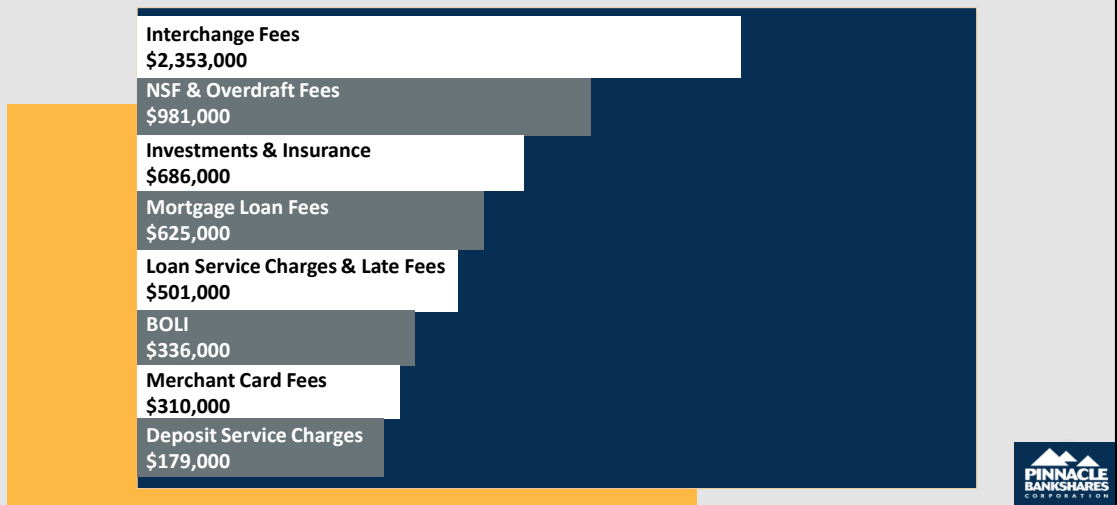 Interchange Fees
$2,353,000
NSF & Overdraft Fees
$981,000
Investments & Insurance
$686,000
Mortgage Loan Fees
$625,000
Loan Service Charges & Late Fees
$501,000
BOLI
$336,000
Merchant Card Fees
$310,000
Deposit Service Charges
$179,000
PINNACLE
BANKSHARES
CORPORATION